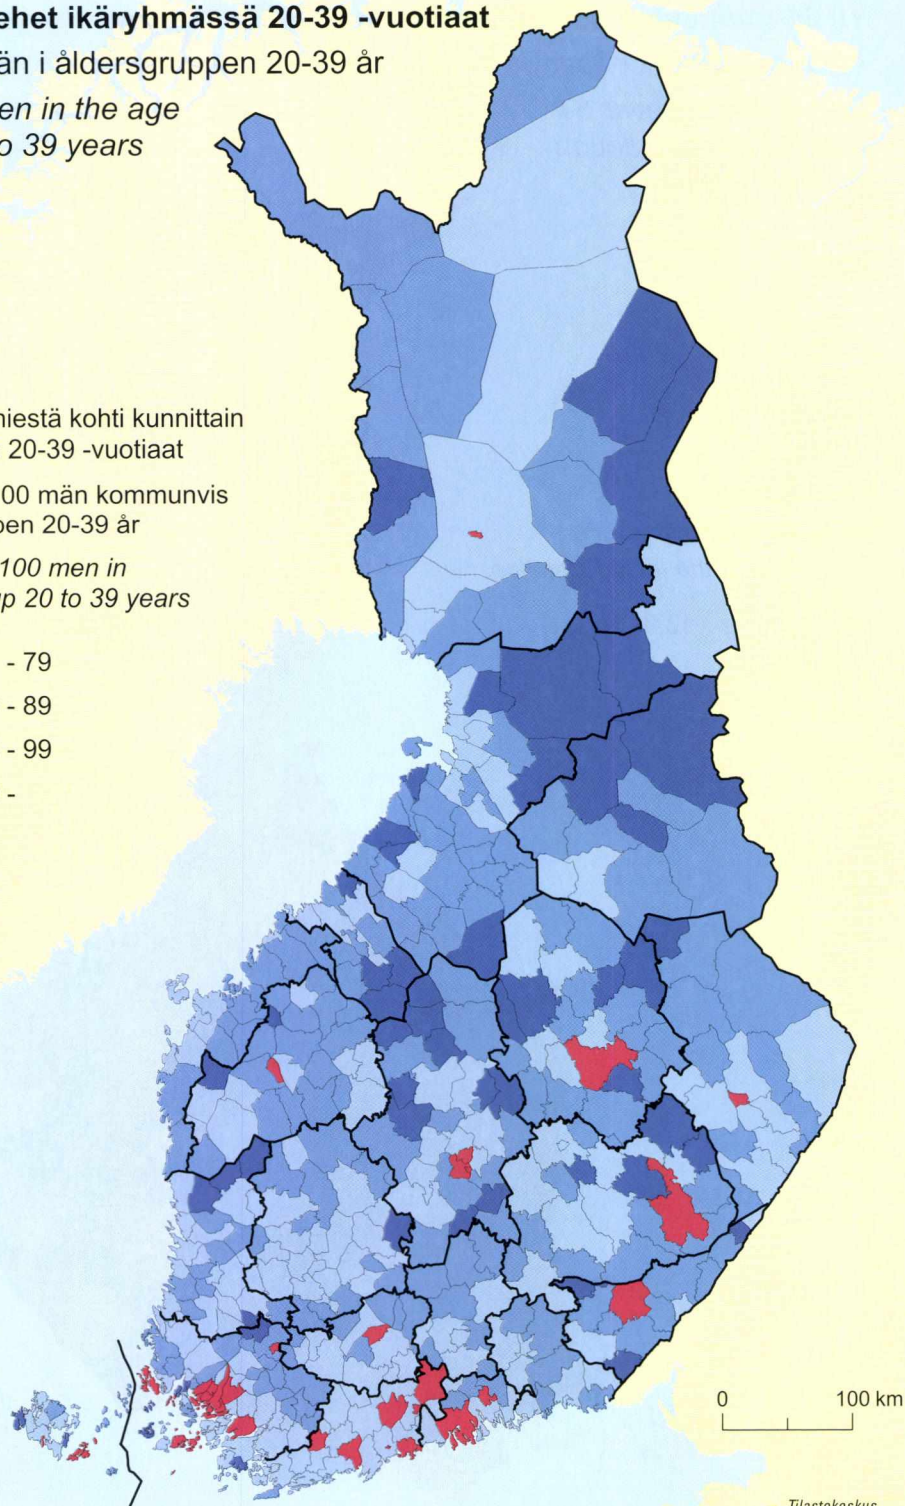 ehet ikäryhmässä 20-39 -vuotiaat
än i åldersgruppen 20-39 år
en in the age
o 39 years
niestä kohti kunnittain
20-39 -vuotiaat
00 män kommunvis
pen 20-39 år
100 men in
up 20 to 39 years
- 79
- 89
- 99
-
0 100 km
Tilastokeskus